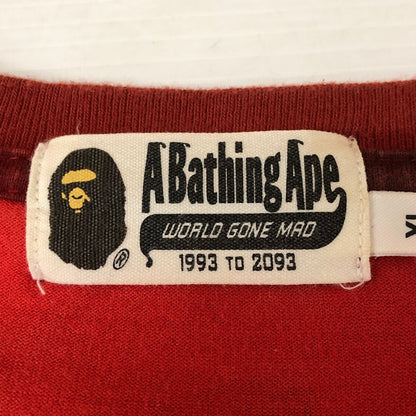 A Bathing Ape
WORLD GONE MAD
1993 TO 2093
®